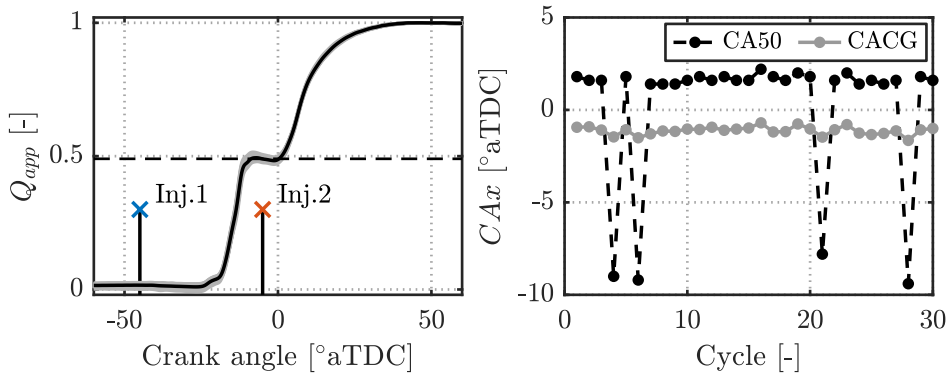 1
0.5
0
Q_app [-]
Inj.1
Inj.2
-50
0
50
Crank angle [°aTDC]
5
0
-5
-10
CAx [°aTDC]
CA50
CACG
0
10
20
30
Cycle [-]